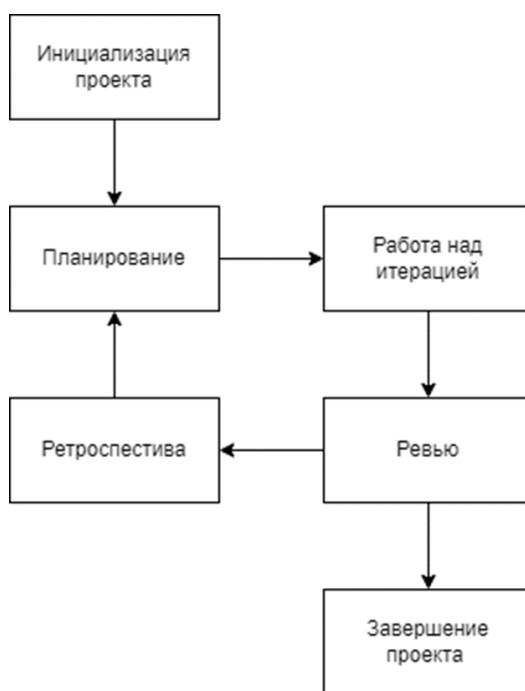 Инициализация
проекта
Планирование
Работа над
итерацией
Ретроспестива
Ревью
Завершение
проекта